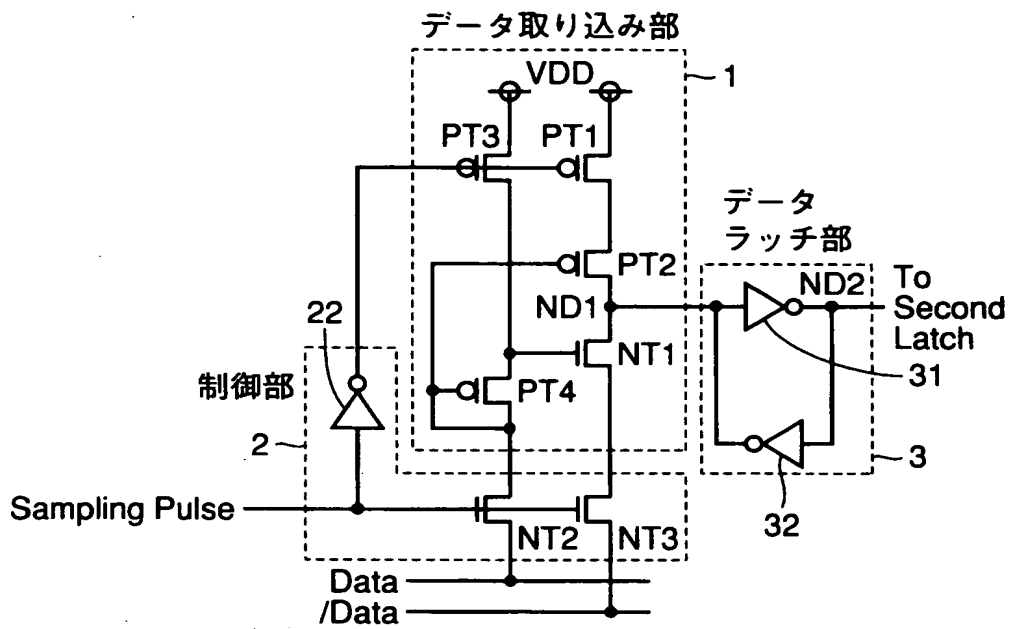 データ取り込み部
VDD
1
PT3
PT1
データ
ラッチ部
PT2
ND1
ND2
To
Second
Latch
22
NT1
31
制御部
PT4
2
3
Sampling Pulse
NT2
NT3
32
Data
/Data